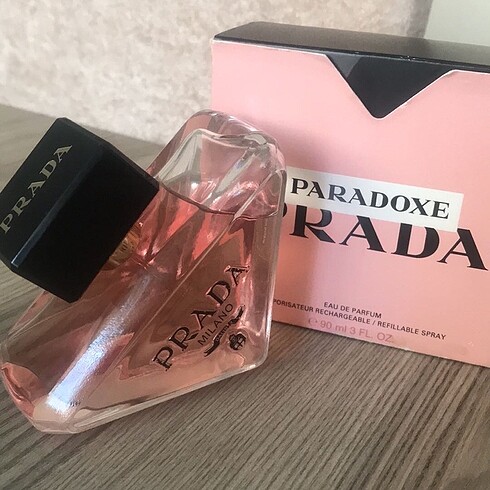 PRADA
PRADA
MILANO
PARADOXE
PRADA
EAU DE PARFUM
VAPORISATEUR RECHARGEABLE / REFILLABLE SPRAY
e 90 ml 3 FL. OZ.